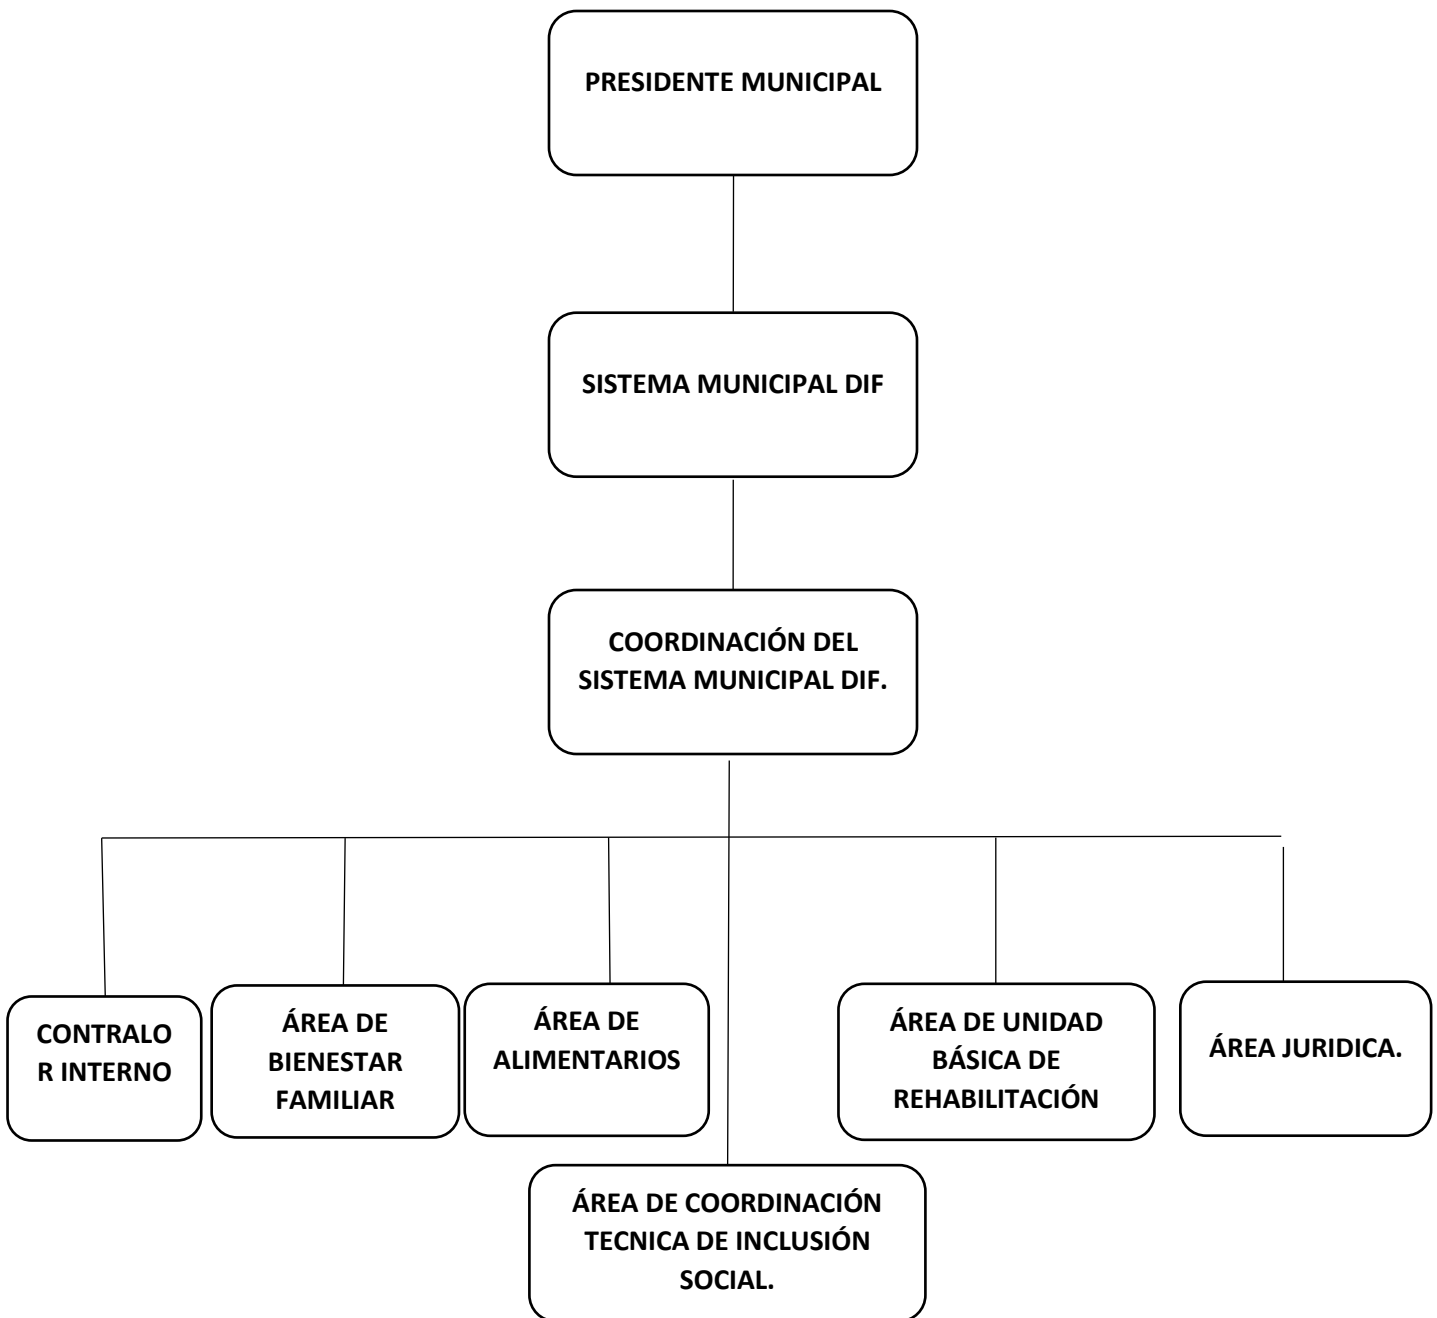 PRESIDENTE MUNICIPAL
SISTEMA MUNICIPAL DIF
COORDINACIÓN DEL
SISTEMA MUNICIPAL DIF.
CONTRALO
R INTERNO
ÁREA DE
BIENESTAR
FAMILIAR
ÁREA DE
ALIMENTARIOS
ÁREA DE UNIDAD
BÁSICA DE
REHABILITACIÓN
ÁREA JURIDICA.
ÁREA DE COORDINACIÓN
TECNICA DE INCLUSIÓN
SOCIAL.